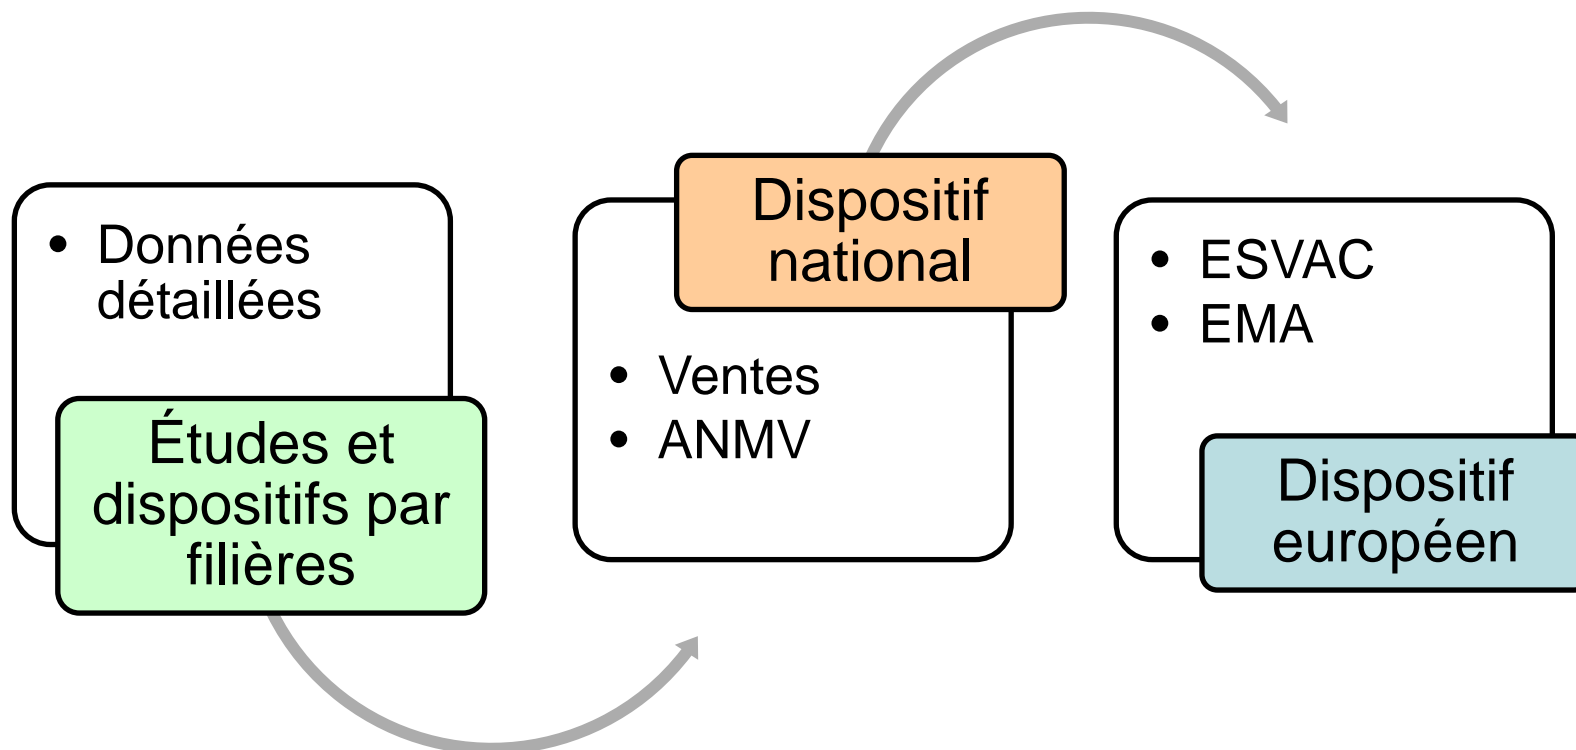 • Données
détaillées
Études et
dispositifs par
filières
Dispositif
national
• Ventes
• ANMV
• ESVAC
• EMA
Dispositif
européen